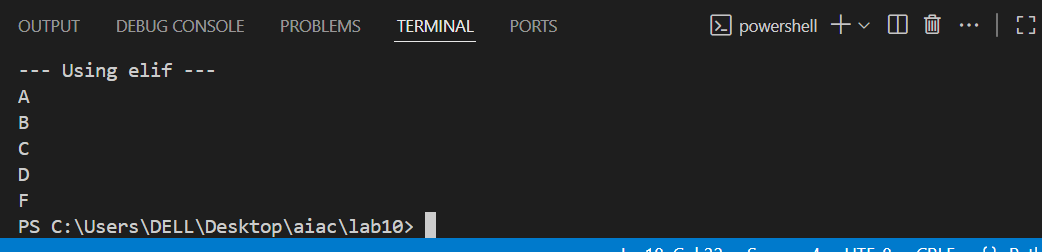 OUTPUT DEBUG CONSOLE PROBLEMS TERMINAL PORTS powershell
--- Using elif ---
A
B
C
D
F
PS C:\Users\DELL\Desktop\aiac\lab10>